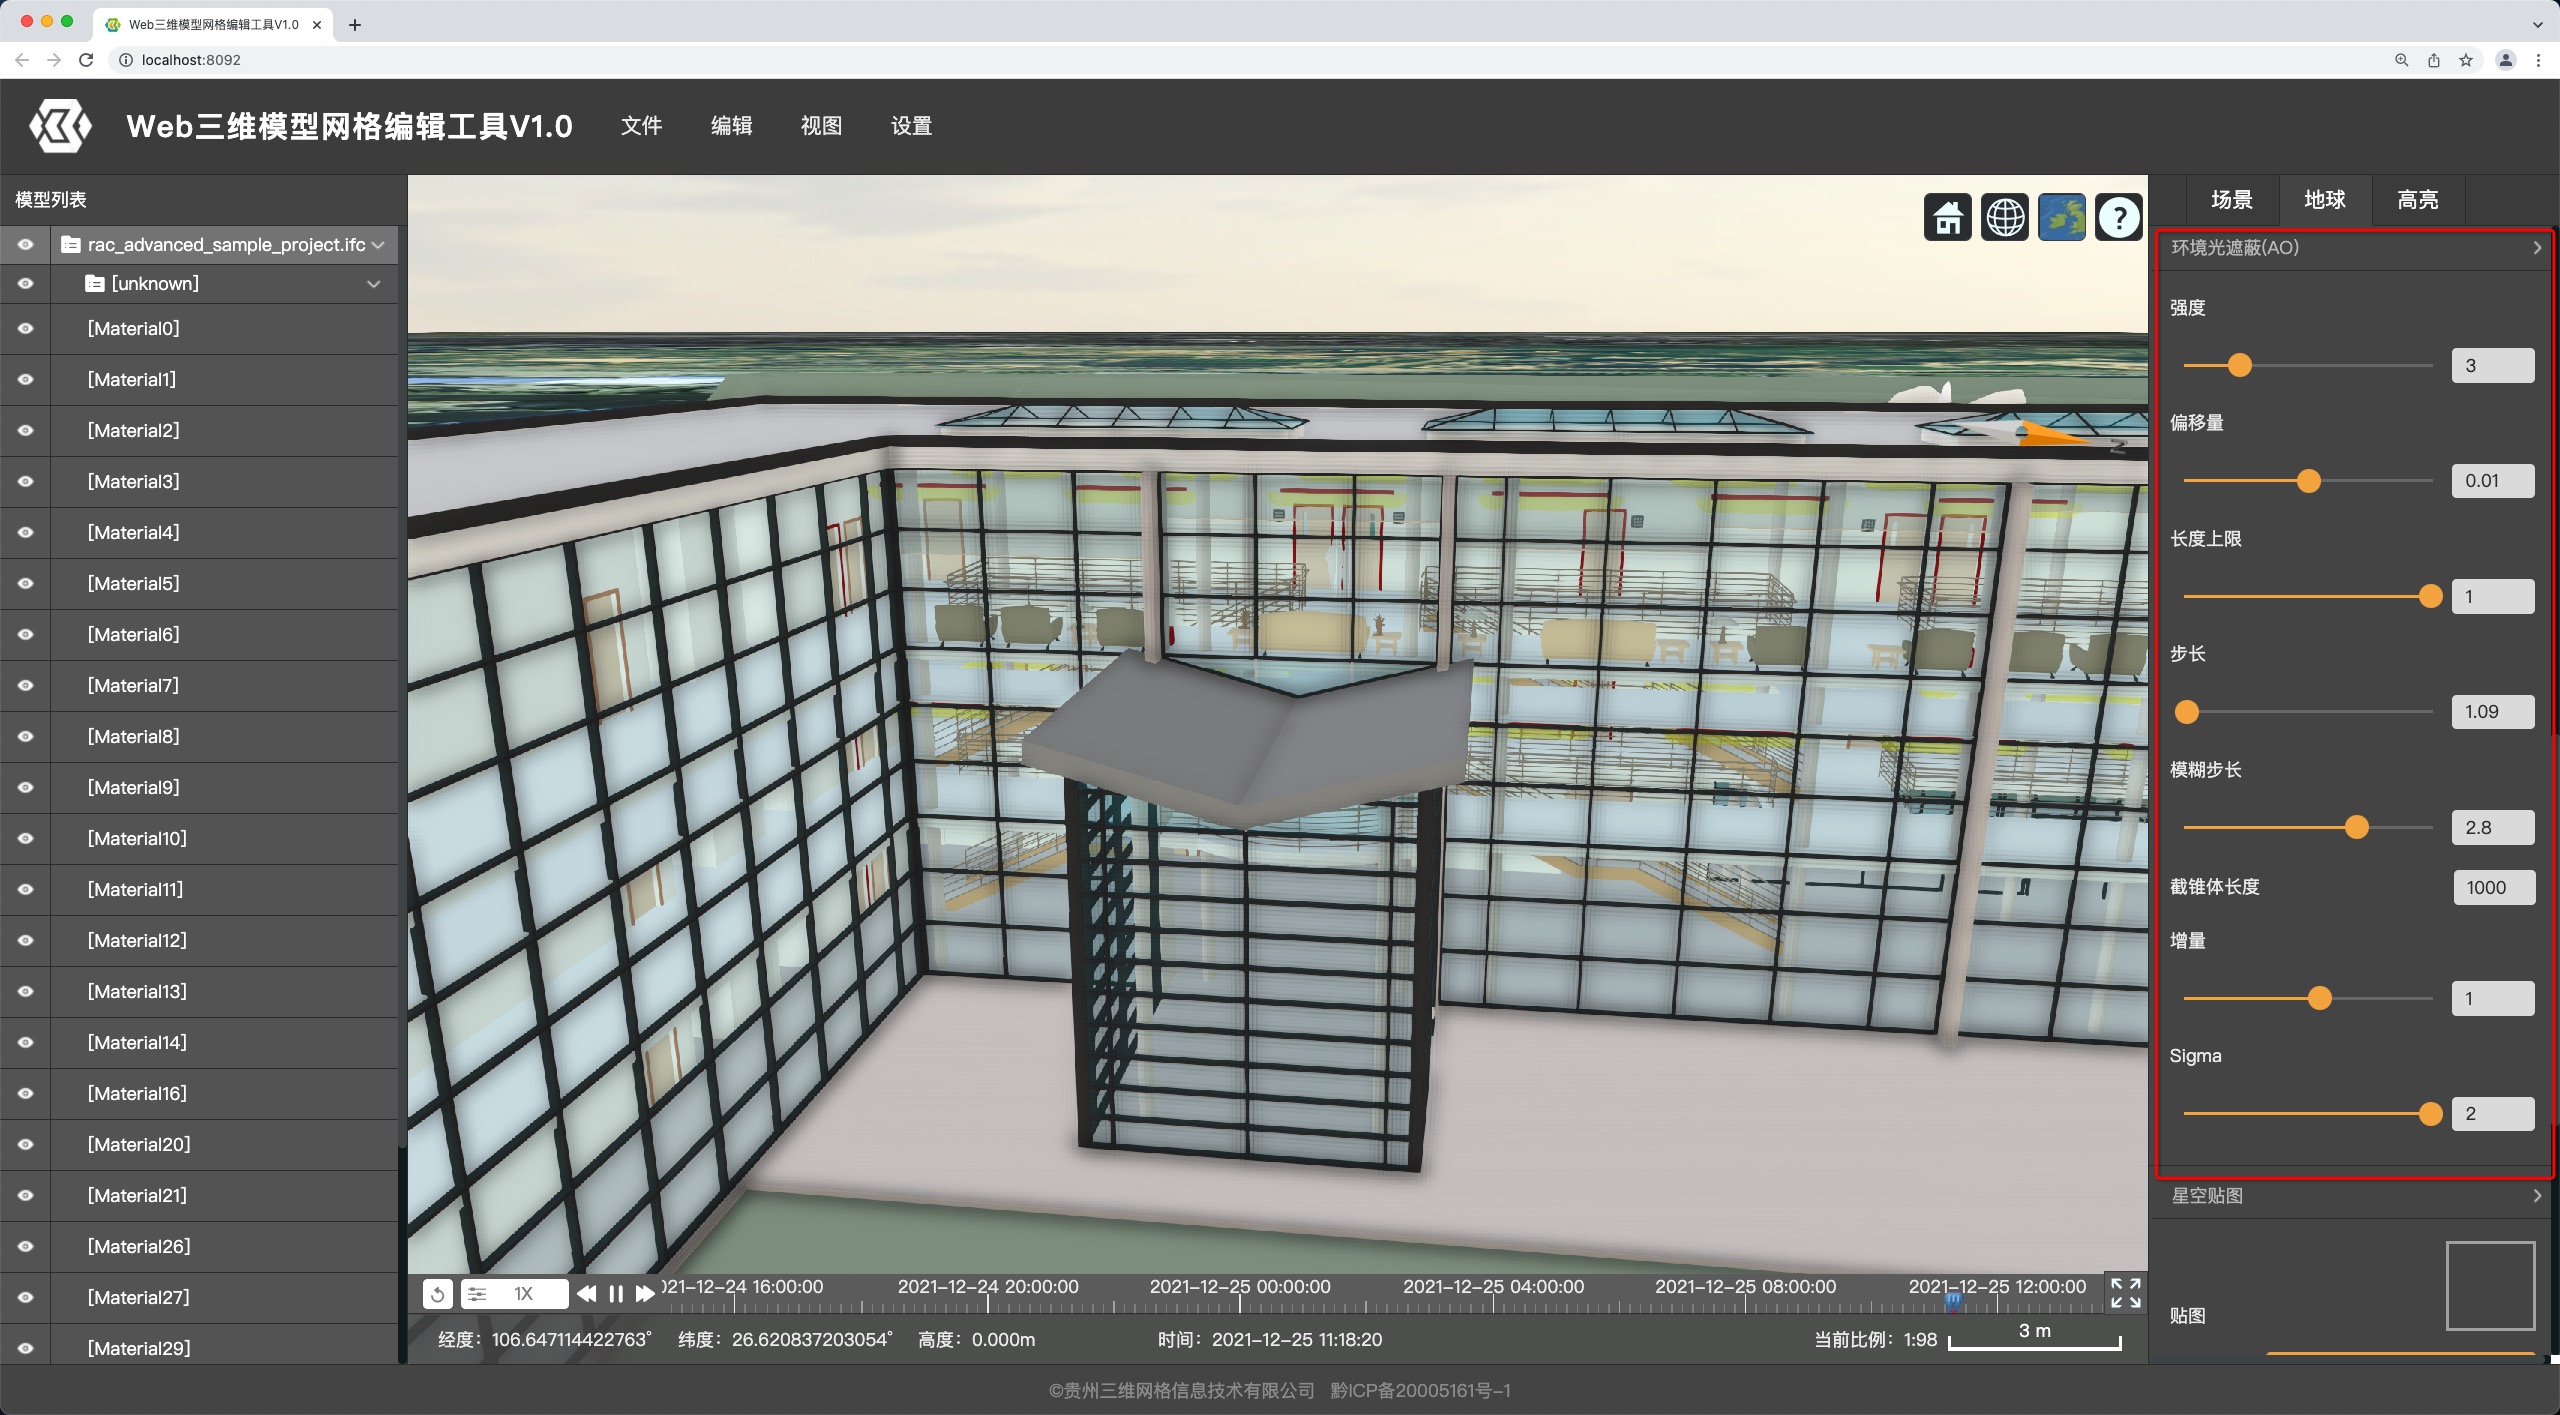 Web三维模型网格编辑工具V1.0
localhost:8092
Web三维模型网格编辑工具V1.0
文件 编辑 视图 设置
模型列表
rac_advanced_sample_project.ifc
[unknown]
[Material0]
[Material1]
[Material2]
[Material3]
[Material4]
[Material5]
[Material6]
[Material7]
[Material8]
[Material9]
[Material10]
[Material11]
[Material12]
[Material13]
[Material14]
[Material16]
[Material20]
[Material21]
[Material26]
[Material27]
[Material29]
?
N
场景 地球 高亮
环境光遮蔽(AO)
强度
3
偏移量
0.01
长度上限
1
步长
1.09
模糊步长
2.8
截锥体长度 1000
增量
1
Sigma
2
星空贴图
贴图
1X
021-12-24 16:00:00 2021-12-24 20:00:00 2021-12-25 00:00:00 2021-12-25 04:00:00 2021-12-25 08:00:00 2021-12-25 12:00:00
经度：106.647114422763° 纬度：26.620837203054° 高度：0.000m 时间：2021-12-25 11:18:20 当前比例：1:98 3 m
©贵州三维网格信息技术有限公司 黔ICP备20005161号-1